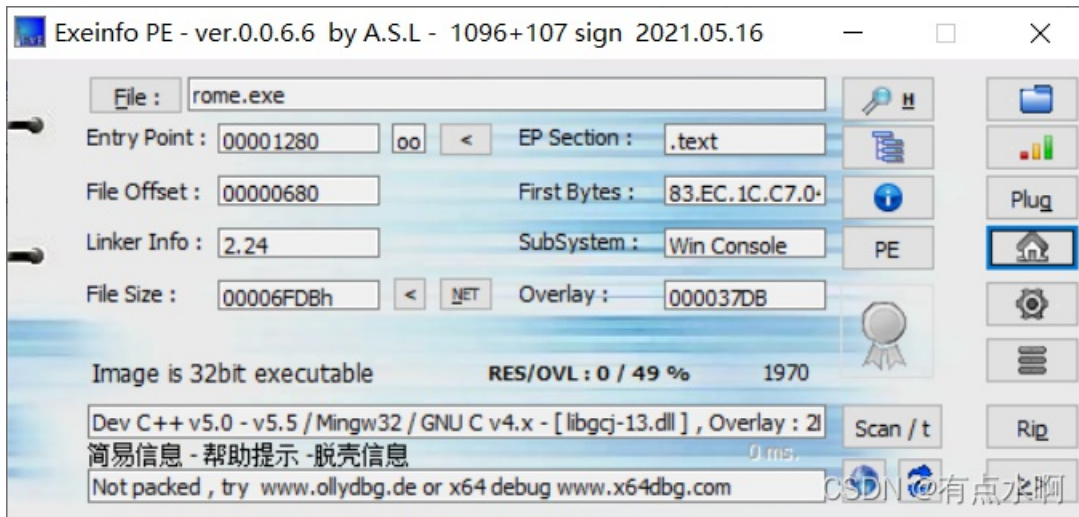 Exeinfo PE - ver.0.0.6.6 by A.S.L - 1096+107 sign 2021.05.16
File : rome.exe H
Entry Point : 00001280 oo < EP Section : .text
File Offset : 00000680 First Bytes : 83.EC.1C.C7.0 Plug
Linker Info : 2.24 SubSystem : Win Console PE
File Size : 00006FDBh < NET Overlay : 000037DB
Image is 32bit executable RES/OVL : 0 / 49 % 1970
Dev C++ v5.0 - v5.5 / Mingw32 / GNU C v4.x - [ libgcj-13.dll ] , Overlay : Scan / t Rip
简易信息 - 帮助提示 -脱壳信息 0 ms.
Not packed , try www.ollydbg.de or x64 debug www.x64dbg.com
CSDN @有点水啊